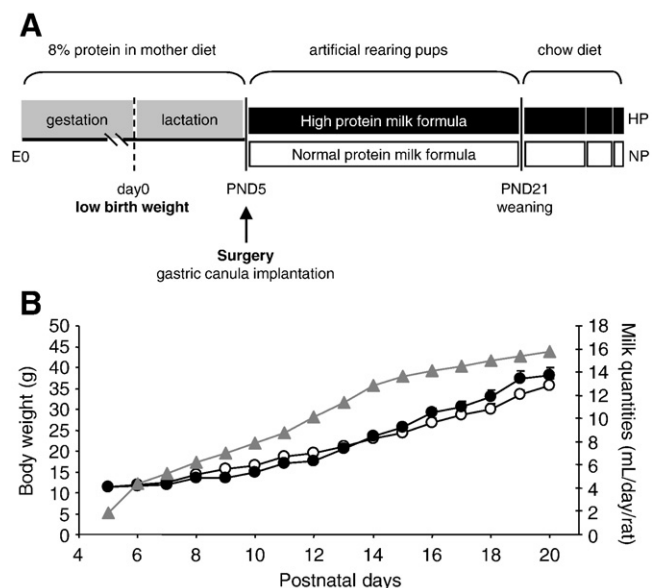 A
8% protein in mother diet
artificial rearing pups
chow diet
gestation
lactation
High protein milk formula
HP
Normal protein milk formula
NP
E0
day0
low birth weight
PND5
PND21
weaning
Surgery
gastric canula implantation
B
50
45
40
35
30
25
20
15
10
5
0
Body weight (g)
18
16
14
12
10
8
6
4
2
0
Milk quantities (mL/day/rat)
4 6 8 10 12 14 16 18 20
Postnatal days